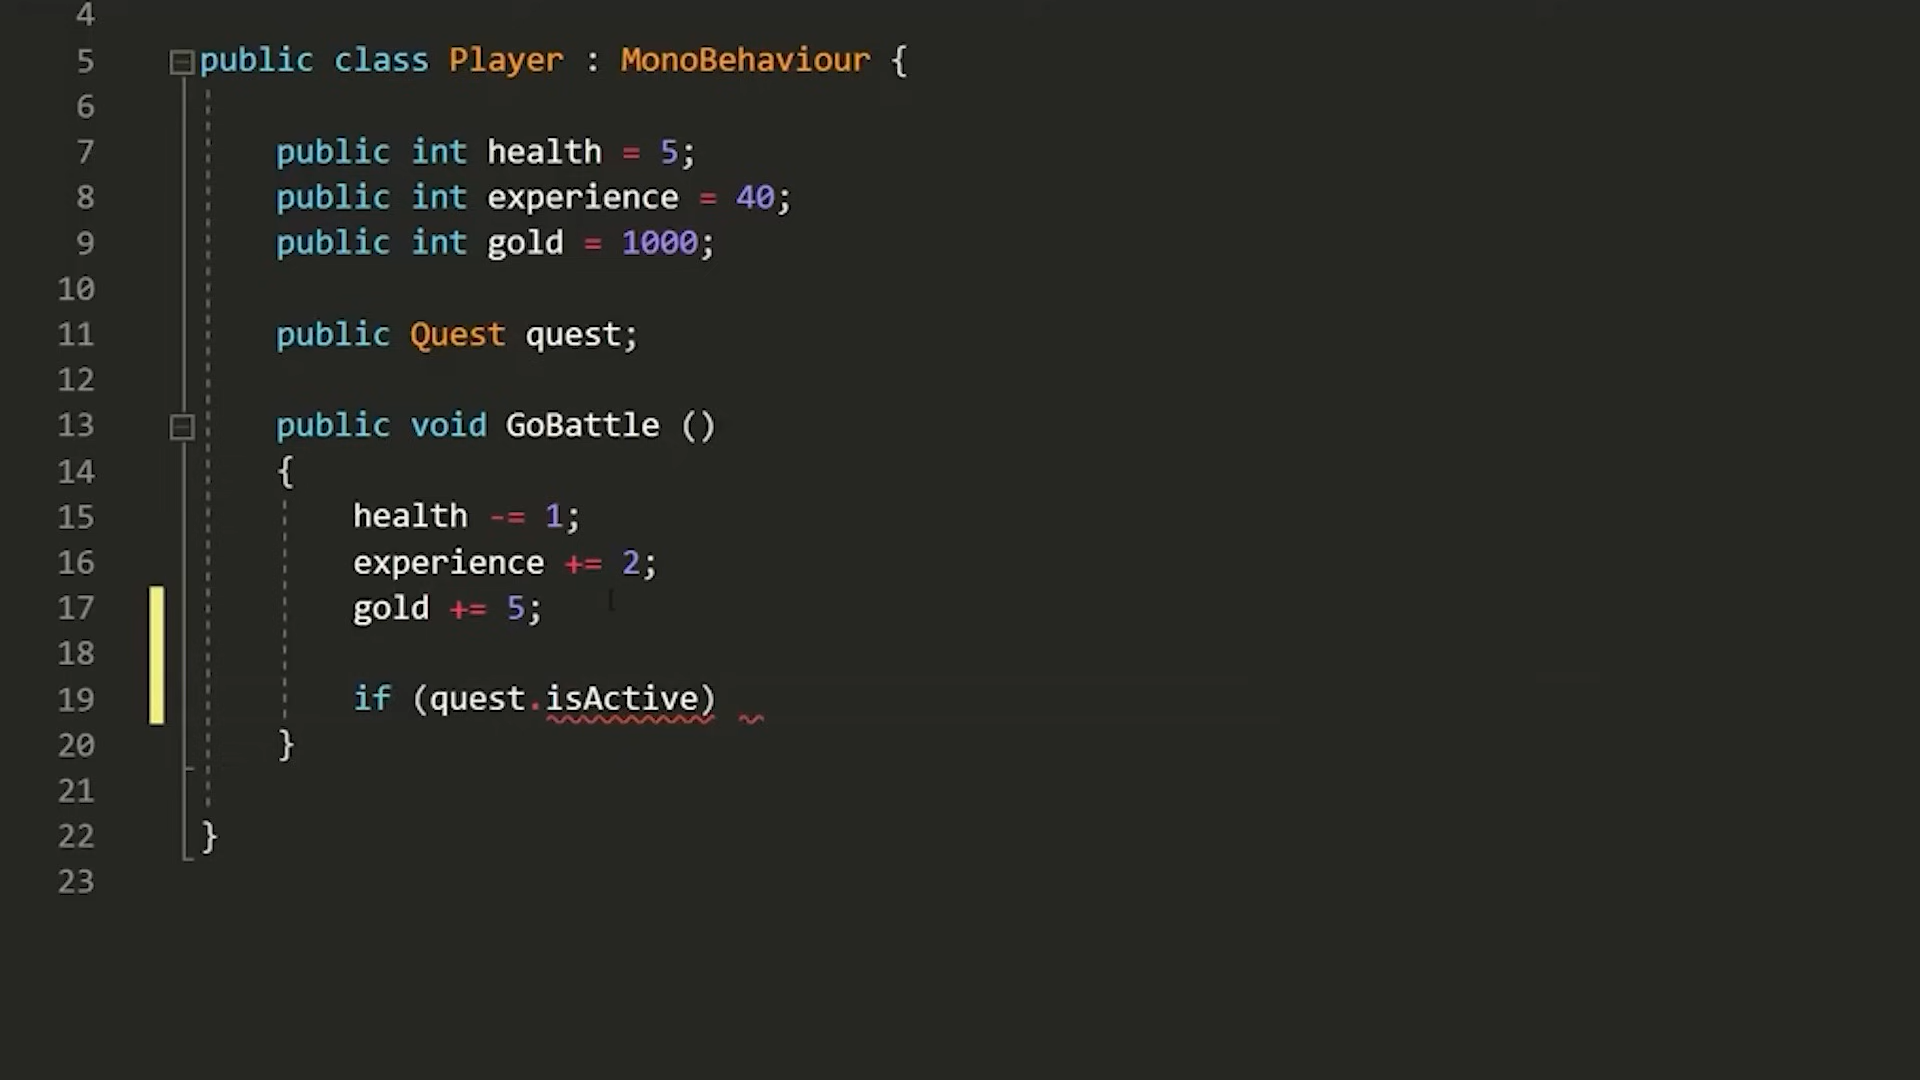 4
5 public class Player : MonoBehaviour {
6
7 public int health = 5;
8 public int experience = 40;
9 public int gold = 1000;
10
11 public Quest quest;
12
13 public void GoBattle ()
14 {
15 health -= 1;
16 experience += 2;
17 gold += 5;
18
19 if (quest.isActive)
20 }
21
22 }
23